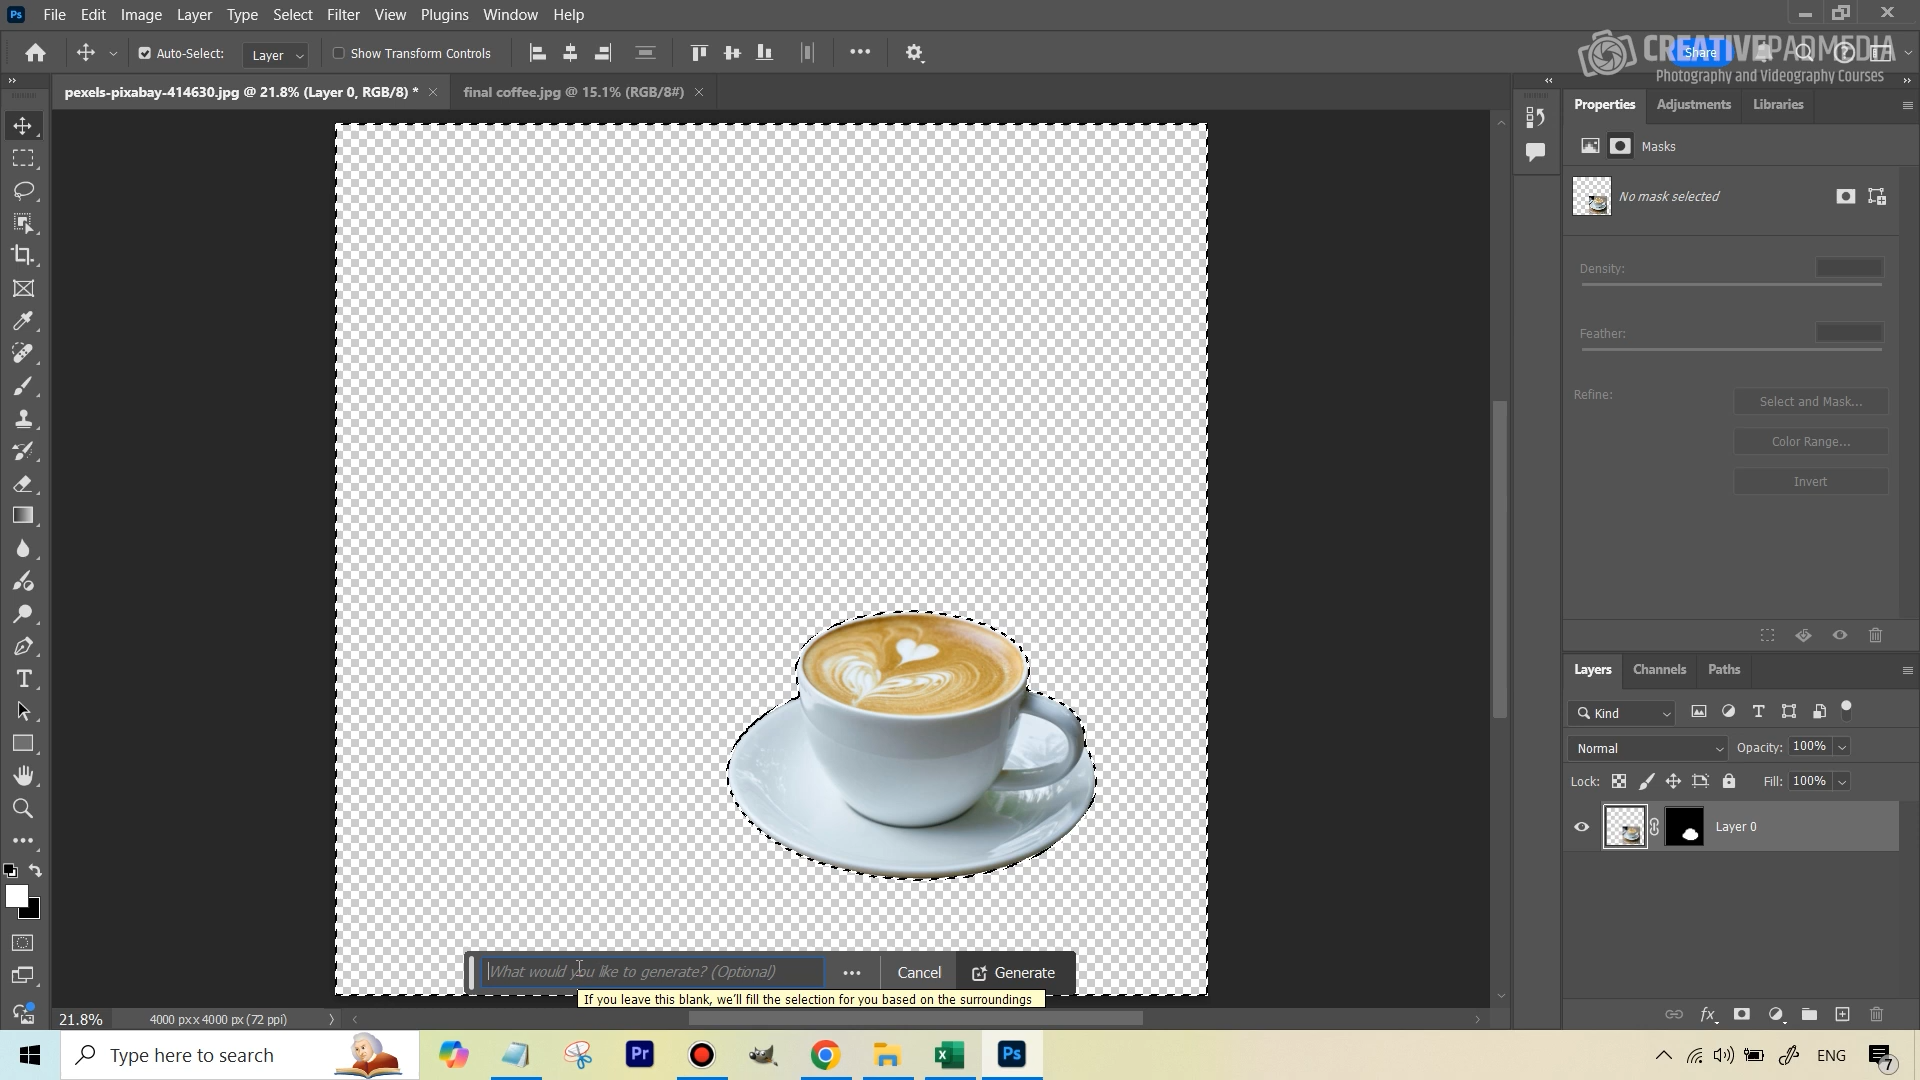 Ps File Edit Image Layer Type Select Filter View Plugins Window Help
Auto-Select: Layer Show Transform Controls
Share
CREATIVEPADMEDIA
Photography and Videography Courses
pexels-pixabay-414630.jpg @ 21.8% (Layer 0, RGB/8) *
final coffee.jpg @ 15.1% (RGB/8#)
Properties Adjustments Libraries
Masks
No mask selected
Density:
Feather:
Refine:
Select and Mask...
Color Range...
Invert
Layers Channels Paths
Kind
Normal Opacity: 100%
Lock: Fill: 100%
Layer 0
What would you like to generate? (Optional)
Cancel Generate
If you leave this blank, we'll fill the selection for you based on the surroundings
21.8% 4000 px x 4000 px (72 ppi)
Type here to search
Pr
Ps
ENG
7